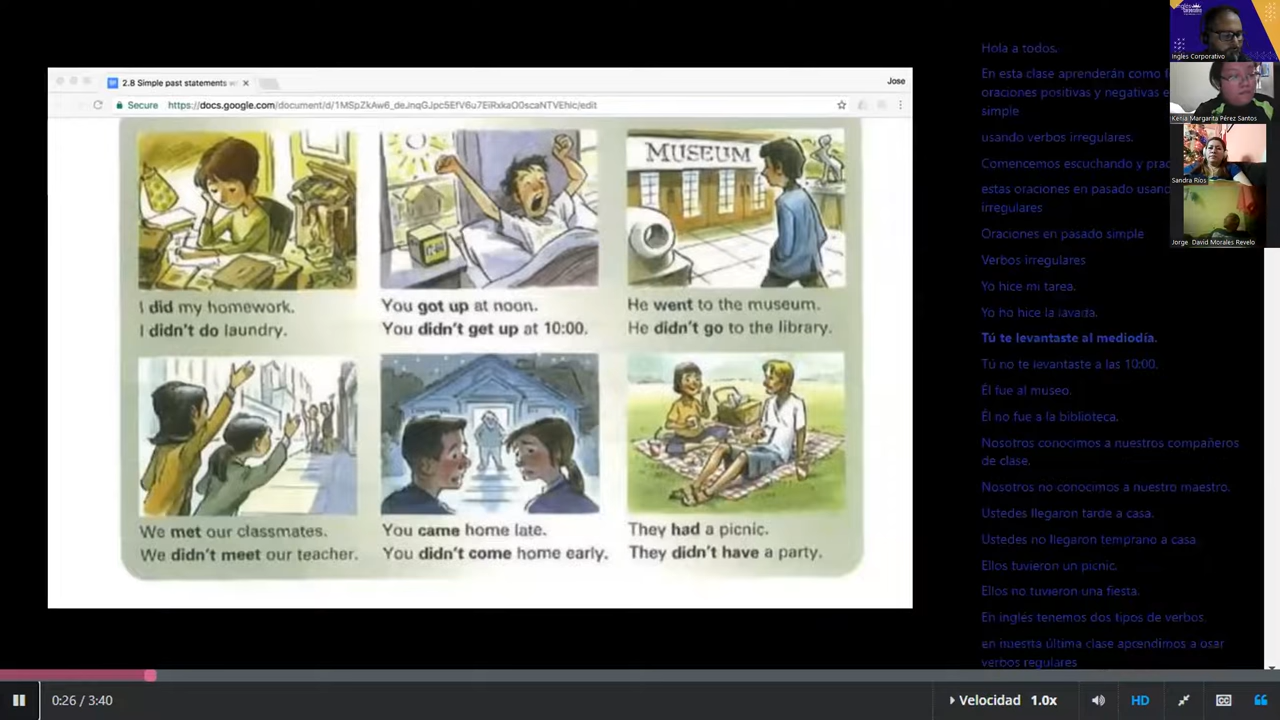 2.8 Simple past statements
Jose
Secure
https://docs.google.com/document/d/1MSpZkAw6_deJnqGJpc5EfV6u7EiRxkaO0scaNTVEhic/edit
MUSEUM
I did my homework.
I didn't do laundry.
You got up at noon.
You didn't get up at 10:00.
He went to the museum.
He didn't go to the library.
We met our classmates.
We didn't meet our teacher.
You came home late.
You didn't come home early.
They had a picnic.
They didn't have a party.
Hola a todos.
En esta clase aprenderán como
oraciones positivas y negativas
simple
usando verbos irregulares.
Comencemos escuchando y
estas oraciones en pasado
irregulares
Oraciones en pasado simple
Verbos irregulares
Yo hice mi tarea.
Yo ho hice la lavada.
Tú te levantaste al mediodía.
Tú no te levantaste a las 10:00.
Él fue al museo.
Él no fue a la biblioteca.
Nosotros conocimos a nuestros compañeros
de clase.
Nosotros no conocimos a nuestro maestro.
Ustedes llegaron tarde a casa.
Ustedes no llegaron temprano a casa
Ellos tuvieron un picnic.
Ellos no tuvieron una fiesta.
En inglés tenemos dos tipos de verbos
en nuestra última clase aprendimos a usar
verbos regulares
Ingles Corporativo
Ketia Margarita Pérez Santos
Sandra Rios
Jorge David Morales Revelo
0:26 / 3:40
Velocidad 1.0x
HD